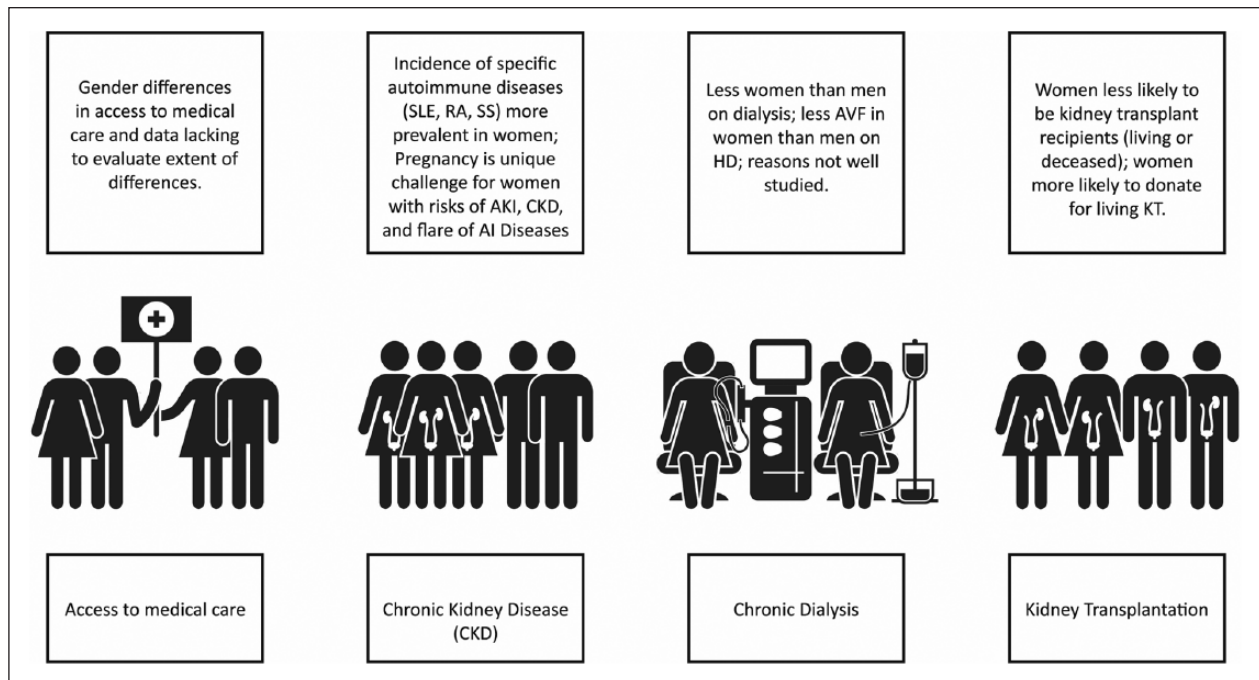 Gender differences
in access to medical
care and data lacking
to evaluate extent of
differences.
Incidence of specific
autoimmune diseases
(SLE, RA, SS) more
prevalent in women;
Pregnancy is unique
challenge for women
with risks of AKI, CKD,
and flare of AI Diseases
Less women than men
on dialysis; less AVF in
women than men on
HD; reasons not well
studied.
Women less likely to
be kidney transplant
recipients (living or
deceased); women
more likely to donate
for living KT.
Access to medical care
Chronic Kidney Disease
(CKD)
Chronic Dialysis
Kidney Transplantation